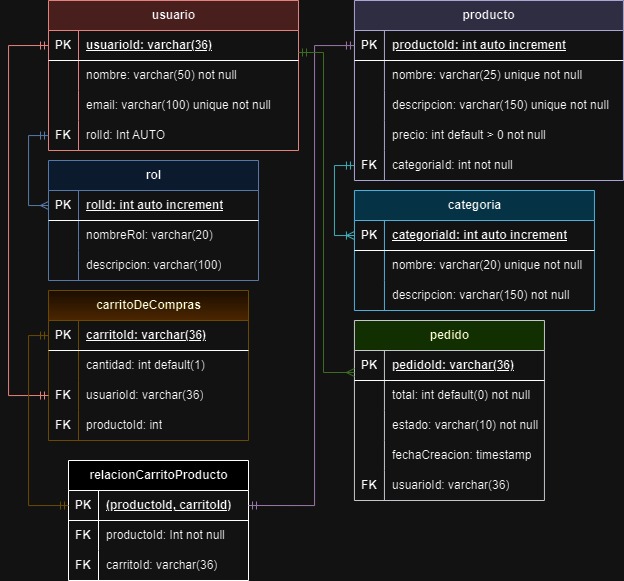 usuario
PK usuarioId: varchar(36)
nombre: varchar(50) not null
email: varchar(100) unique not null
FK rolId: Int AUTO
rol
PK rolId: int auto increment
nombreRol: varchar(20)
descripcion: varchar(100)
carritoDeCompras
PK carritoId: varchar(36)
cantidad: int default(1)
FK usuarioId: varchar(36)
FK productoId: int
relacionCarritoProducto
PK (productoId, carritoId)
FK productoId: Int not null
FK carritoId: varchar(36)
producto
PK productoId: int auto increment
nombre: varchar(25) unique not null
descripcion: varchar(150) unique not null
precio: int default > 0 not null
FK categoriaId: int not null
categoria
PK categoriaId: int auto increment
nombre: varchar(20) unique not null
descripcion: varchar(150) not null
pedido
PK pedidoId: varchar(36)
total: int default(0) not null
estado: varchar(10) not null
fechaCreacion: timestamp
FK usuarioId: varchar(36)